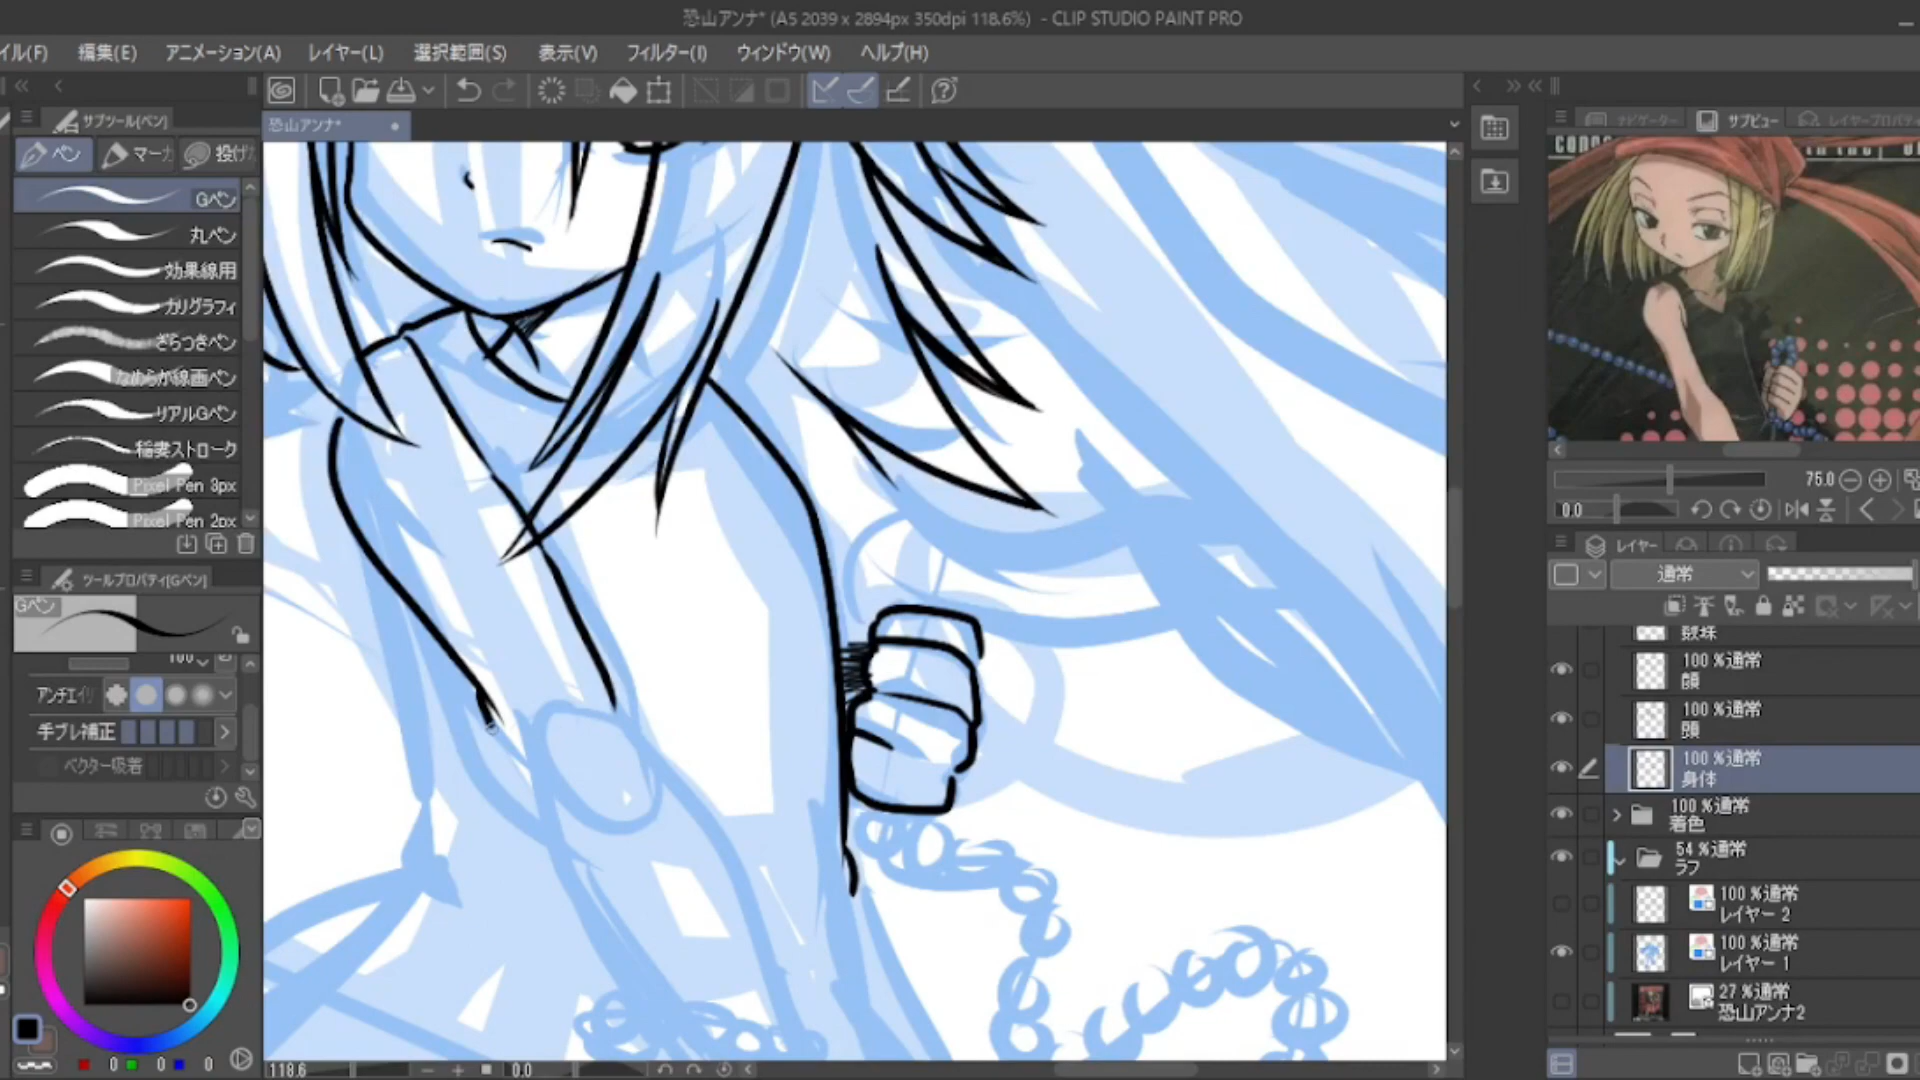 恐山アンナ* (A5 2039 x 2894px 350dpi 118.6%) - CLIP STUDIO PAINT PRO
イル(F) 編集(E) アニメーション(A) レイヤー(L) 選択範囲(S) 表示(V) フィルター(I) ウィンドウ(W) ヘルプ(H)
サブツール[ペン]
恐山アンナ*
ナビゲーター サブビュー レイヤープロパティ
ペン マーカ 投げ
Gペン
丸ペン
効果線用
カリグラフィ
ざらつきペン
なめらか線画ペン
リアルGペン
稲妻ストローク
Pixel Pen 3px
Pixel Pen 2px
75.0
0.0
ツールプロパティ[Gペン]
Gペン
レイヤー
通常
100
アンチエイ
手ブレ補正
ベクター吸着
数珠
100 %通常
顔
100 %通常
頭
100 %通常
身体
100 %通常
着色
54 %通常
ラフ
100 %通常
レイヤー 2
100 %通常
レイヤー 1
27 %通常
恐山アンナ2
0 0 0
118.6 0.0